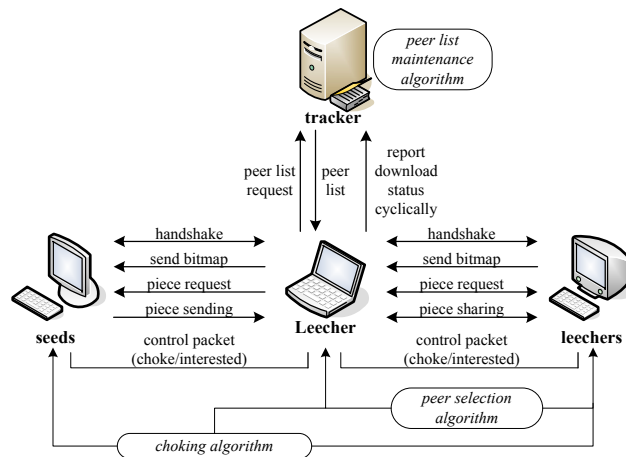 peer list
maintenance
algorithm
tracker
peer list
request
peer
list
report
download
status
cyclically
handshake
send bitmap
piece request
piece sending
seeds
control packet
(choke/interested)
Leecher
handshake
send bitmap
piece request
piece sharing
leechers
control packet
(choke/interested)
peer selection
algorithm
choking algorithm